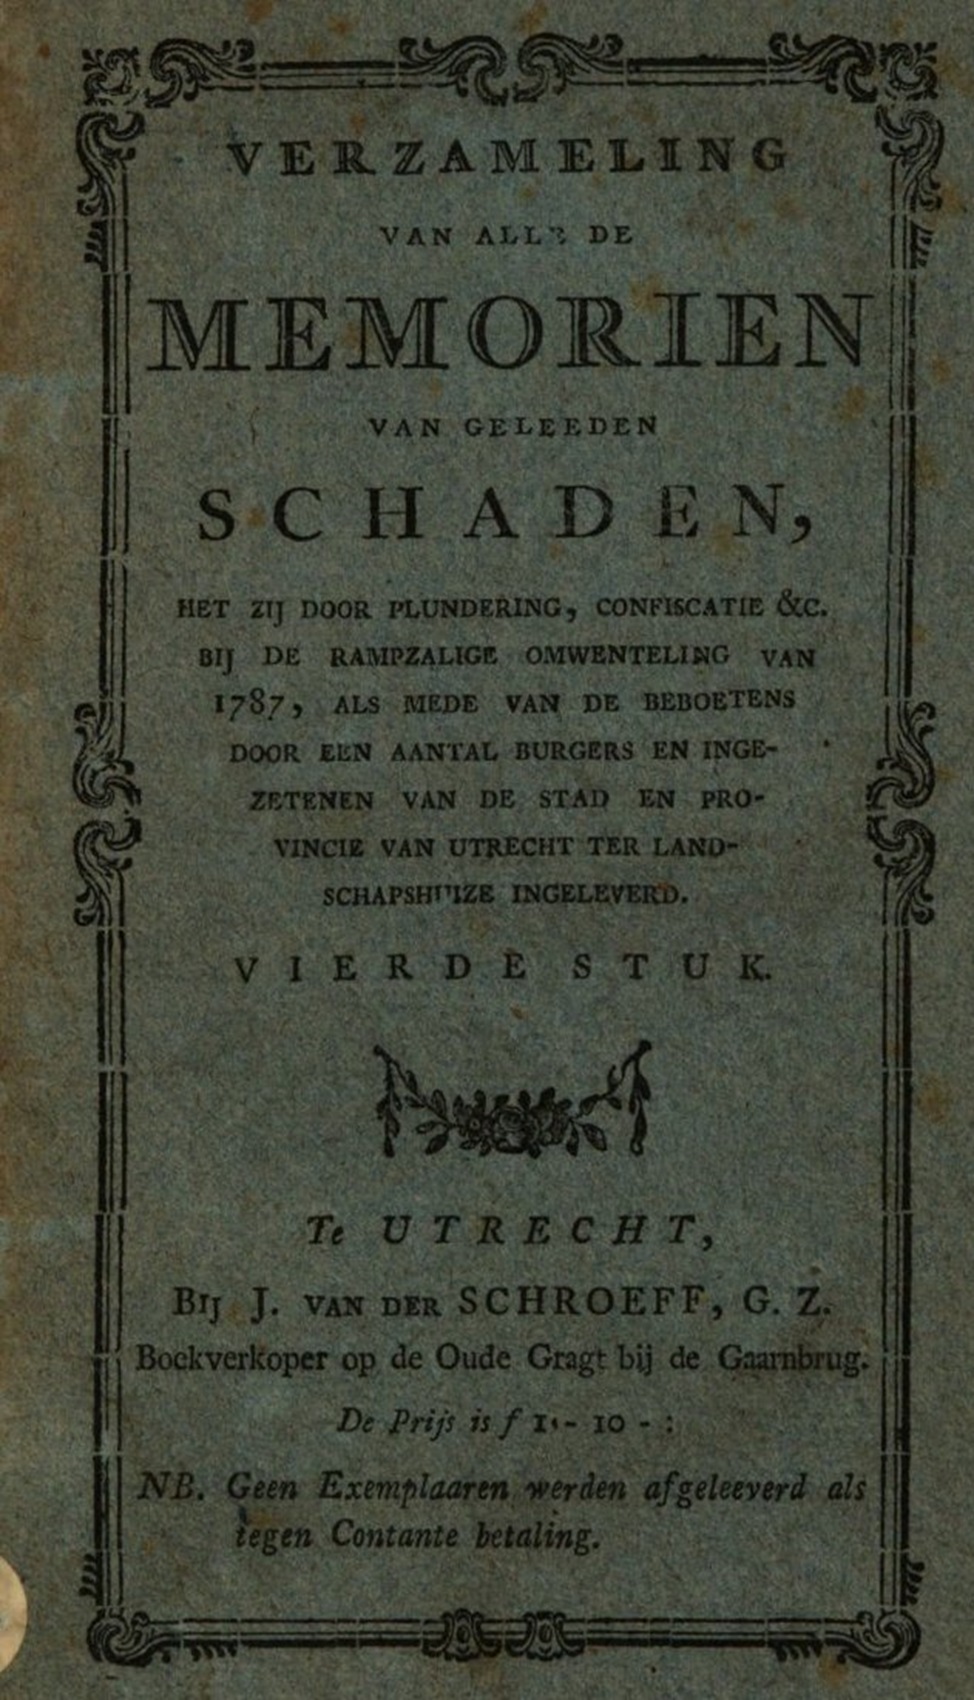 VERZAMELING
VAN ALLE DE
MEMORIEN
VAN GELEEDEN
SCHADEN,
HET ZIJ DOOR PLUNDERING, CONFISCATIE &C.
BIJ DE RAMPZALIGE OMWENTELING VAN
1787, ALS MEDE VAN DE BEBOETENS
DOOR EEN AANTAL BURGERS EN INGE-
ZETENEN VAN DE STAD EN PRO-
VINCIE VAN UTRECHT TER LAND-
SCHAPSHUIZE INGELEVERD.
VIERDE STUK.
Te UTRECHT,
BIJ J. VAN DER SCHROEFF, G. Z.
Boekverkoper op de Oude Gragt bij de Gaarnbrug.
De Prijs is f 1 - 10 - :
NB. Geen Exemplaaren werden afgeleeverd als
tegen Contante betaling.